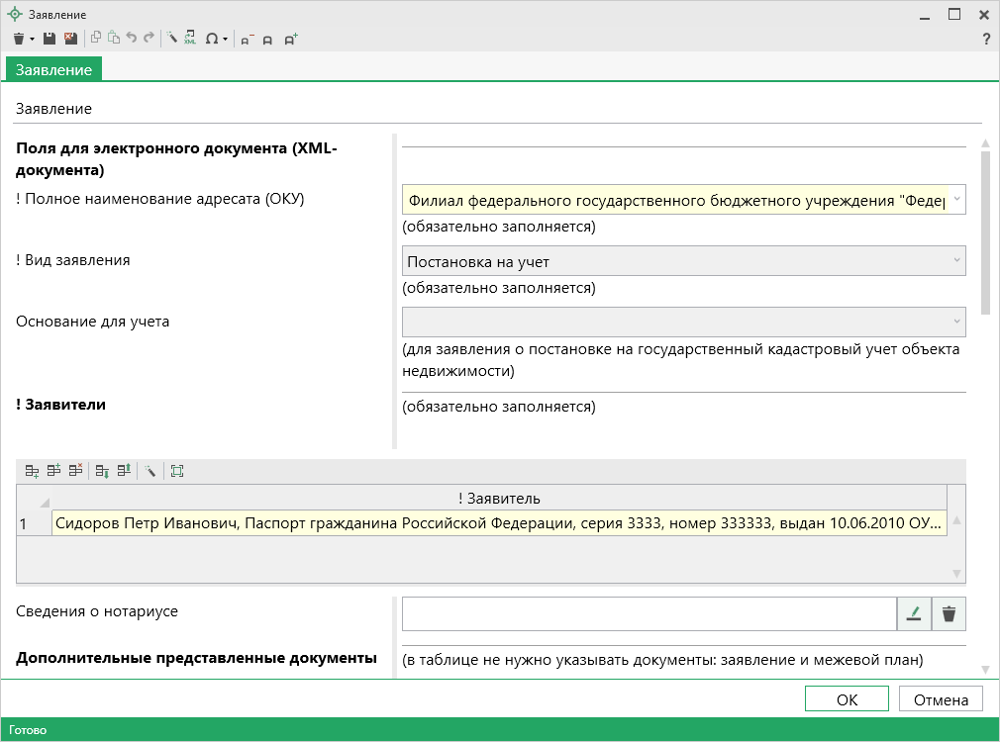 Заявление
?
Заявление
Заявление
Поля для электронного документа (XML-
документа)
! Полное наименование адресата (ОКУ)
Филиал федерального государственного бюджетного учреждения "Федер
(обязательно заполняется)
! Вид заявления
Постановка на учет
(обязательно заполняется)
Основание для учета
(для заявления о постановке на государственный кадастровый учет объекта
недвижимости)
! Заявители
(обязательно заполняется)
! Заявитель
1 Сидоров Петр Иванович, Паспорт гражданина Российской Федерации, серия 3333, номер 333333, выдан 10.06.2010 ОУ...
Сведения о нотариусе
Дополнительные представленные документы
(в таблице не нужно указывать документы: заявление и межевой план)
ОК
Отмена
Готово